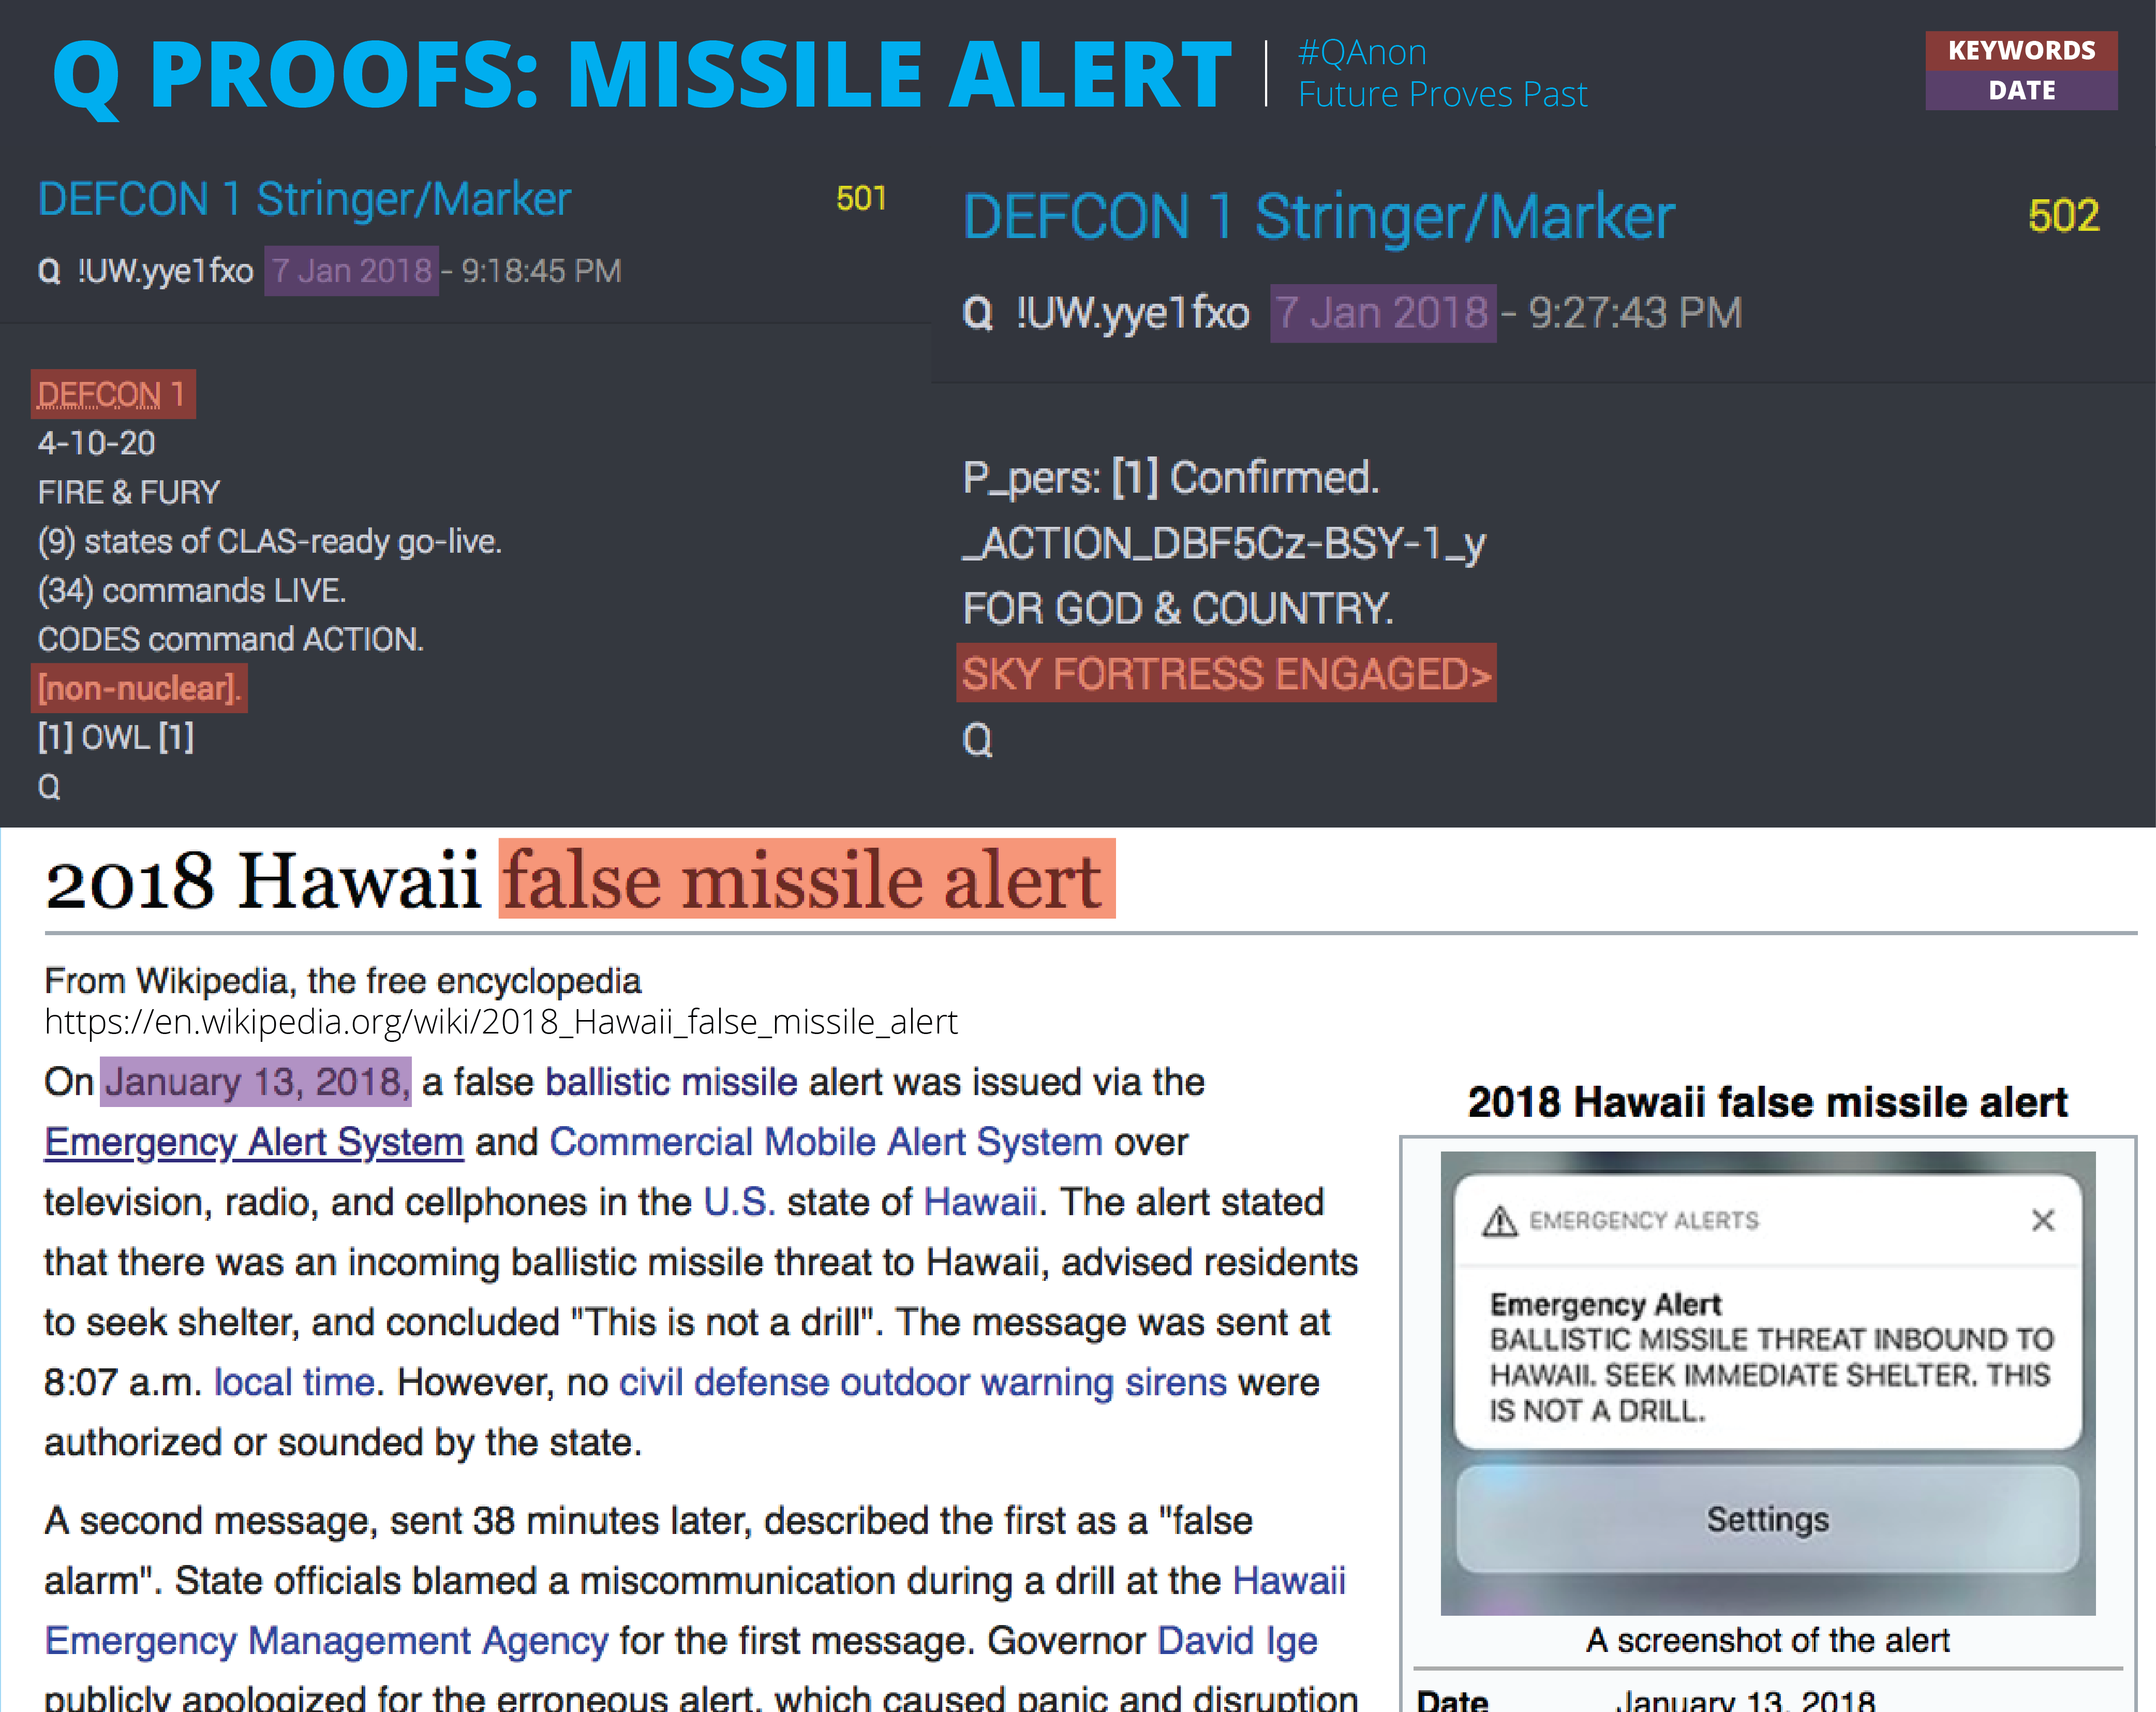 Q PROOFS: MISSILE ALERT
#QAnon
Future Proves Past
KEYWORDS
DATE
DEFCON 1 Stringer/Marker
501
Q !UW.yye1fxo 7 Jan 2018 - 9:18:45 PM
DEFCON 1
4-10-20
FIRE & FURY
(9) states of CLAS-ready go-live.
(34) commands LIVE.
CODES command ACTION.
[non-nuclear].
[1] OWL [1]
Q
DEFCON 1 Stringer/Marker
502
Q !UW.yye1fxo 7 Jan 2018 - 9:27:43 PM
P_pers: [1] Confirmed.
_ACTION_DBF5Cz-BSY-1_y
FOR GOD & COUNTRY.
SKY FORTRESS ENGAGED>
Q
2018 Hawaii false missile alert
From Wikipedia, the free encyclopedia
https://en.wikipedia.org/wiki/2018_Hawaii_false_missile_alert
On January 13, 2018, a false ballistic missile alert was issued via the
Emergency Alert System and Commercial Mobile Alert System over
television, radio, and cellphones in the U.S. state of Hawaii. The alert stated
that there was an incoming ballistic missile threat to Hawaii, advised residents
to seek shelter, and concluded "This is not a drill". The message was sent at
8:07 a.m. local time. However, no civil defense outdoor warning sirens were
authorized or sounded by the state.
A second message, sent 38 minutes later, described the first as a "false
alarm". State officials blamed a miscommunication during a drill at the Hawaii
Emergency Management Agency for the first message. Governor David Ige
publicly apologized for the erroneous alert, which caused panic and disruption
2018 Hawaii false missile alert
EMERGENCY ALERTS
Emergency Alert
BALLISTIC MISSILE THREAT INBOUND TO
HAWAII. SEEK IMMEDIATE SHELTER. THIS
IS NOT A DRILL.
Settings
A screenshot of the alert
Date January 13, 2018